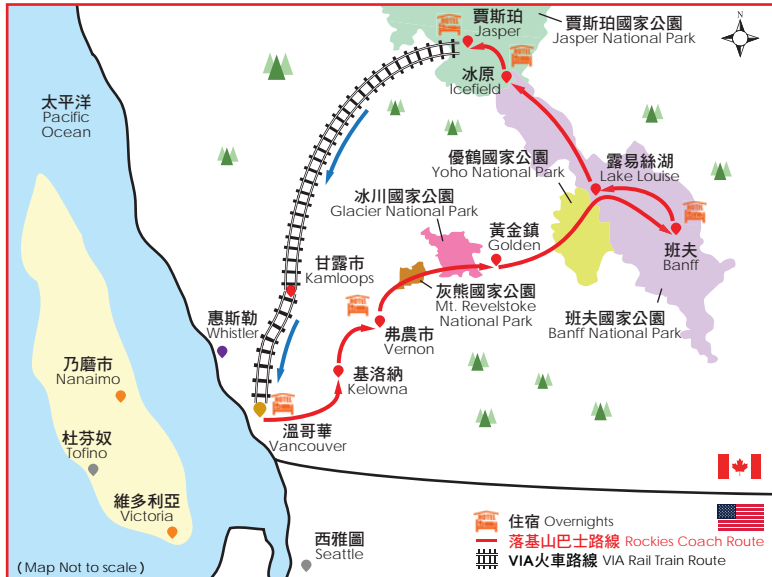 賈斯珀
Jasper
賈斯珀國家公園
Jasper National Park
N
HOTEL
HOTEL
冰原
Icefield
太平洋
Pacific
Ocean
優鶴國家公園
Yoho National Park
露易絲湖
Lake Louise
冰川國家公園
Glacier National Park
HOTEL
黃金鎮
Golden
班夫
Banff
甘露市
Kamloops
灰熊國家公園
Mt. Revelstoke
National Park
HOTEL
惠斯勒
Whistler
弗農市
Vernon
班夫國家公園
Banff National Park
乃磨市
Nanaimo
基洛納
Kelowna
HOTEL
溫哥華
Vancouver
杜芬奴
Tofino
維多利亞
Victoria
西雅圖
Seattle
HOTEL
住宿 Overnights
落基山巴士路線 Rockies Coach Route
VIA火車路線 VIA Rail Train Route
(Map Not to scale)